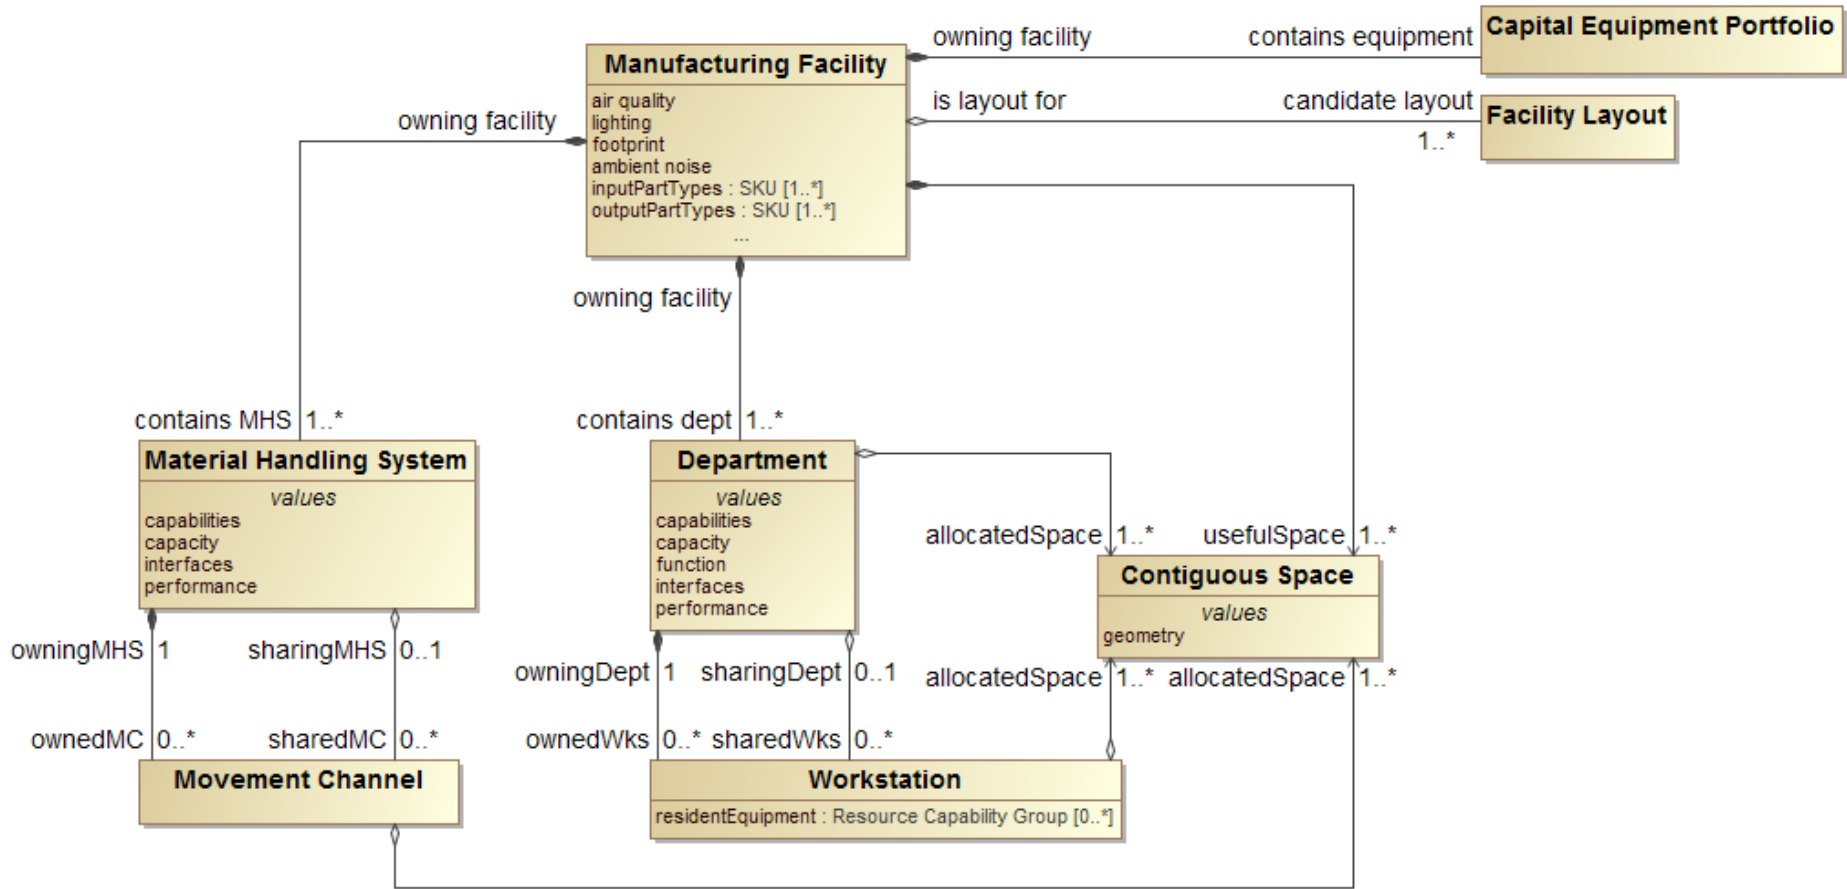 owning facility
contains equipment
Capital Equipment Portfolio
Manufacturing Facility
air quality
lighting
footprint
ambient noise
inputPartTypes : SKU [1..*]
outputPartTypes : SKU [1..*]
...
is layout for
candidate layout
1..*
Facility Layout
owning facility
owning facility
contains MHS 1..*
contains dept 1..*
Material Handling System
values
capabilities
capacity
interfaces
performance
Department
values
capabilities
capacity
function
interfaces
performance
allocatedSpace 1..*
usefulSpace 1..*
Contiguous Space
values
geometry
owningMHS 1
sharingMHS 0..1
owningDept 1
sharingDept 0..1
allocatedSpace 1..*
allocatedSpace 1..*
ownedMC 0..*
sharedMC 0..*
ownedWks 0..*
sharedWks 0..*
Movement Channel
Workstation
residentEquipment : Resource Capability Group [0..*]